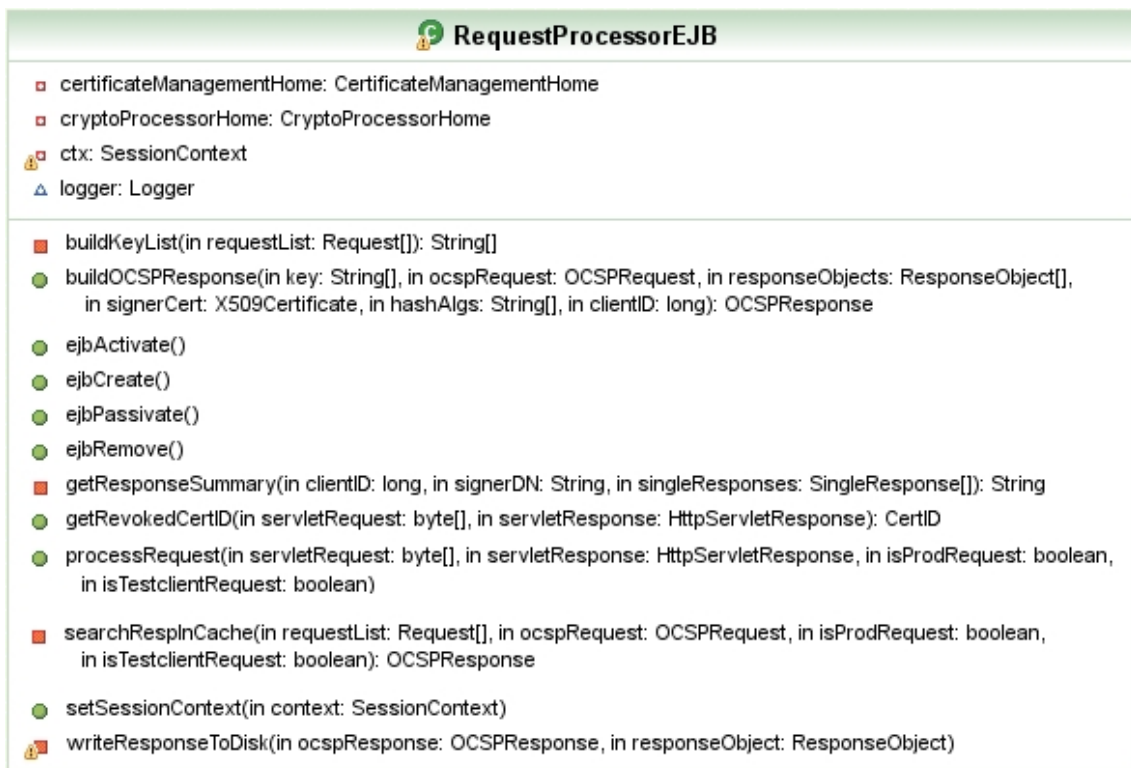 RequestProcessorEJB
certificateManagementHome: CertificateManagementHome
cryptoProcessorHome: CryptoProcessorHome
ctx: SessionContext
logger: Logger
buildKeyList(in requestList: Request[]): String[]
buildOCSPResponse(in key: String[], in ocspRequest: OCSPRequest, in responseObjects: ResponseObject[],
in signerCert: X509Certificate, in hashAlgs: String[], in clientID: long): OCSPResponse
ejbActivate()
ejbCreate()
ejbPassivate()
ejbRemove()
getResponseSummary(in clientID: long, in signerDN: String, in singleResponses: SingleResponse[]): String
getRevokedCertID(in servletRequest: byte[], in servletResponse: HttpServletResponse): CertID
processRequest(in servletRequest: byte[], in servletResponse: HttpServletResponse, in isProdRequest: boolean,
in isTestclientRequest: boolean)
searchRespInCache(in requestList: Request[], in ocspRequest: OCSPRequest, in isProdRequest: boolean,
in isTestclientRequest: boolean): OCSPResponse
setSessionContext(in context: SessionContext)
writeResponseToDisk(in ocspResponse: OCSPResponse, in responseObject: ResponseObject)